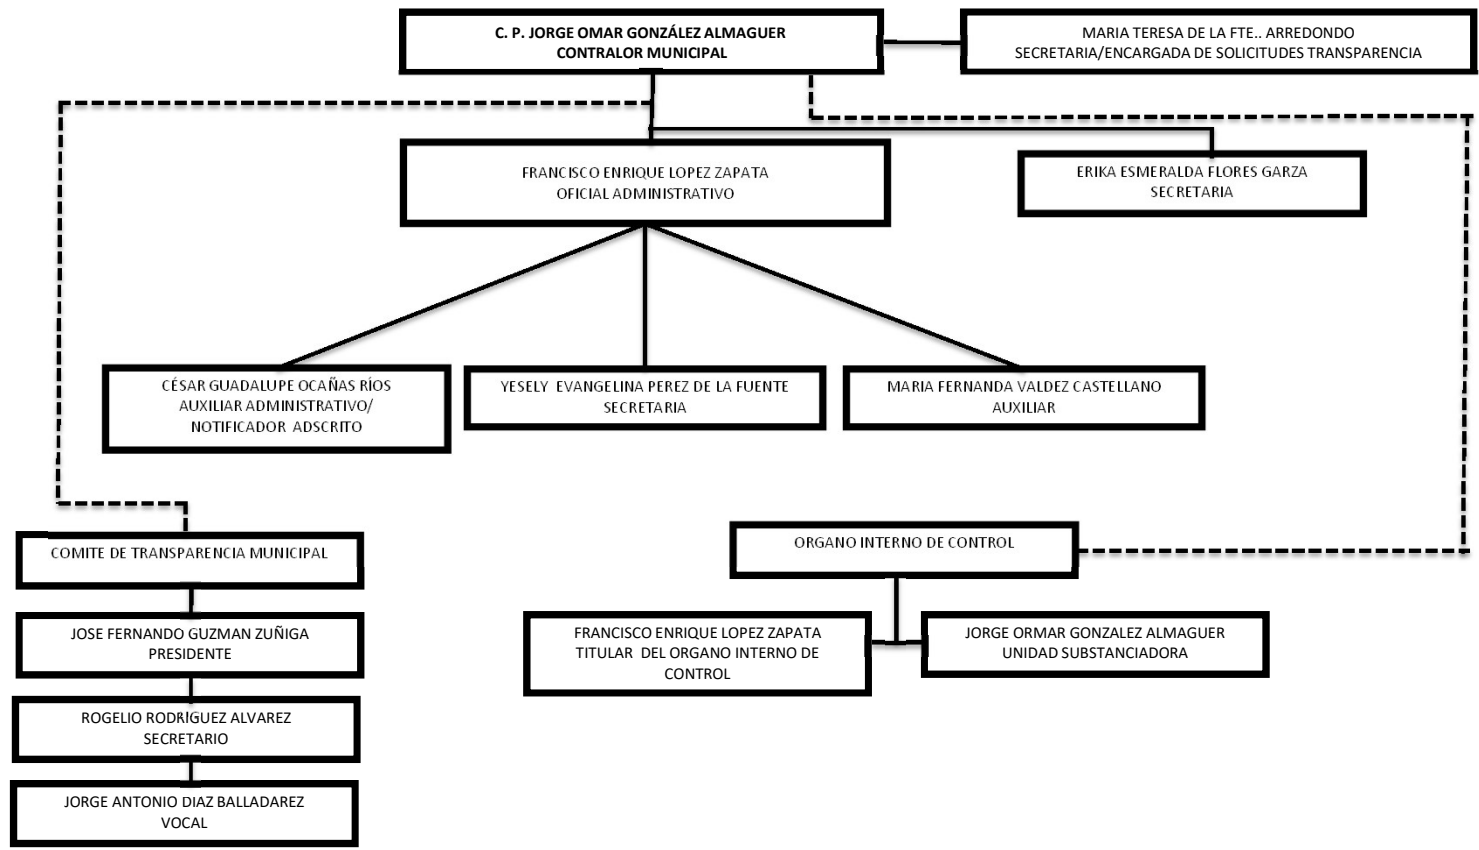 C. P. JORGE OMAR GONZÁLEZ ALMAGUER
CONTRALOR MUNICIPAL
MARIA TERESA DE LA FTE.. ARREDONDO
SECRETARIA/ENCARGADA DE SOLICITUDES TRANSPARENCIA
FRANCISCO ENRIQUE LOPEZ ZAPATA
OFICIAL ADMINISTRATIVO
ERIKA ESMERALDA FLORES GARZA
SECRETARIA
CÉSAR GUADALUPE OCAÑAS RÍOS
AUXILIAR ADMINISTRATIVO/
NOTIFICADOR ADSCRITO
YESELY EVANGELINA PEREZ DE LA FUENTE
SECRETARIA
MARIA FERNANDA VALDEZ CASTELLANO
AUXILIAR
COMITE DE TRANSPARENCIA MUNICIPAL
JOSE FERNANDO GUZMAN ZUÑIGA
PRESIDENTE
ROGELIO RODRIGUEZ ALVAREZ
SECRETARIO
JORGE ANTONIO DIAZ BALLADAREZ
VOCAL
ORGANO INTERNO DE CONTROL
FRANCISCO ENRIQUE LOPEZ ZAPATA
TITULAR DEL ORGANO INTERNO DE
CONTROL
JORGE ORMAR GONZALEZ ALMAGUER
UNIDAD SUBSTANCIADORA